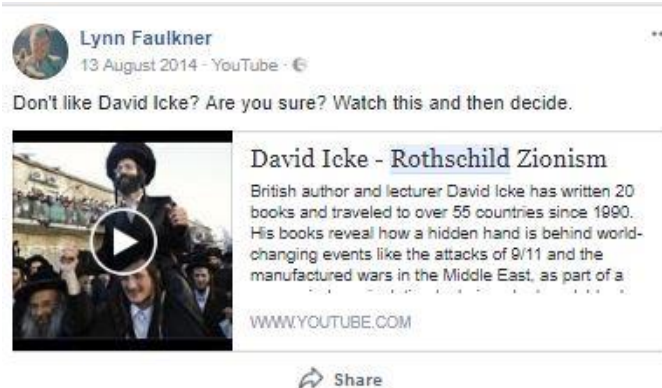 Lynn Faulkner
13 August 2014 · YouTube ·
Don't like David Icke? Are you sure? Watch this and then decide.
David Icke - Rothschild Zionism
British author and lecturer David Icke has written 20
books and traveled to over 55 countries since 1990.
His books reveal how a hidden hand is behind world-
changing events like the attacks of 9/11 and the
manufactured wars in the Middle East, as part of a
WWW.YOUTUBE.COM
Share